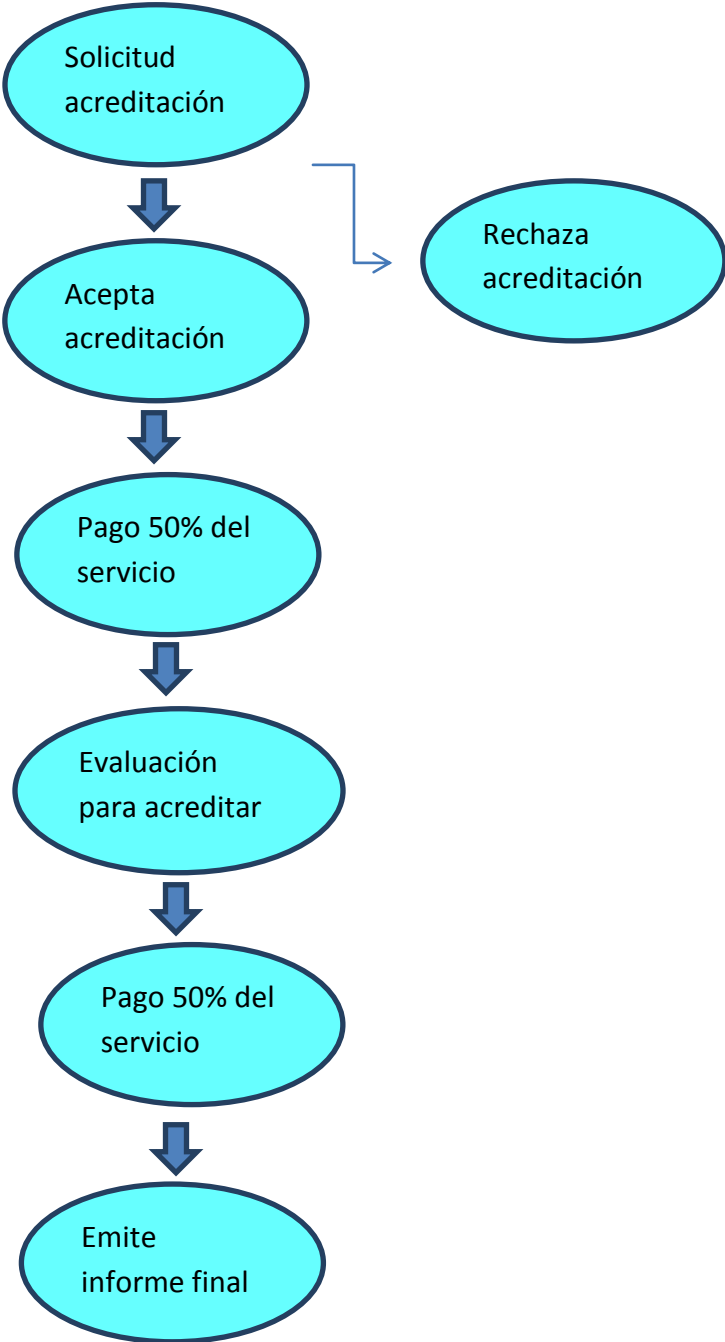 Solicitud
acreditación
Rechaza
acreditación
Acepta
acreditación
Pago 50% del
servicio
Evaluación
para acreditar
Pago 50% del
servicio
Emite
informe final